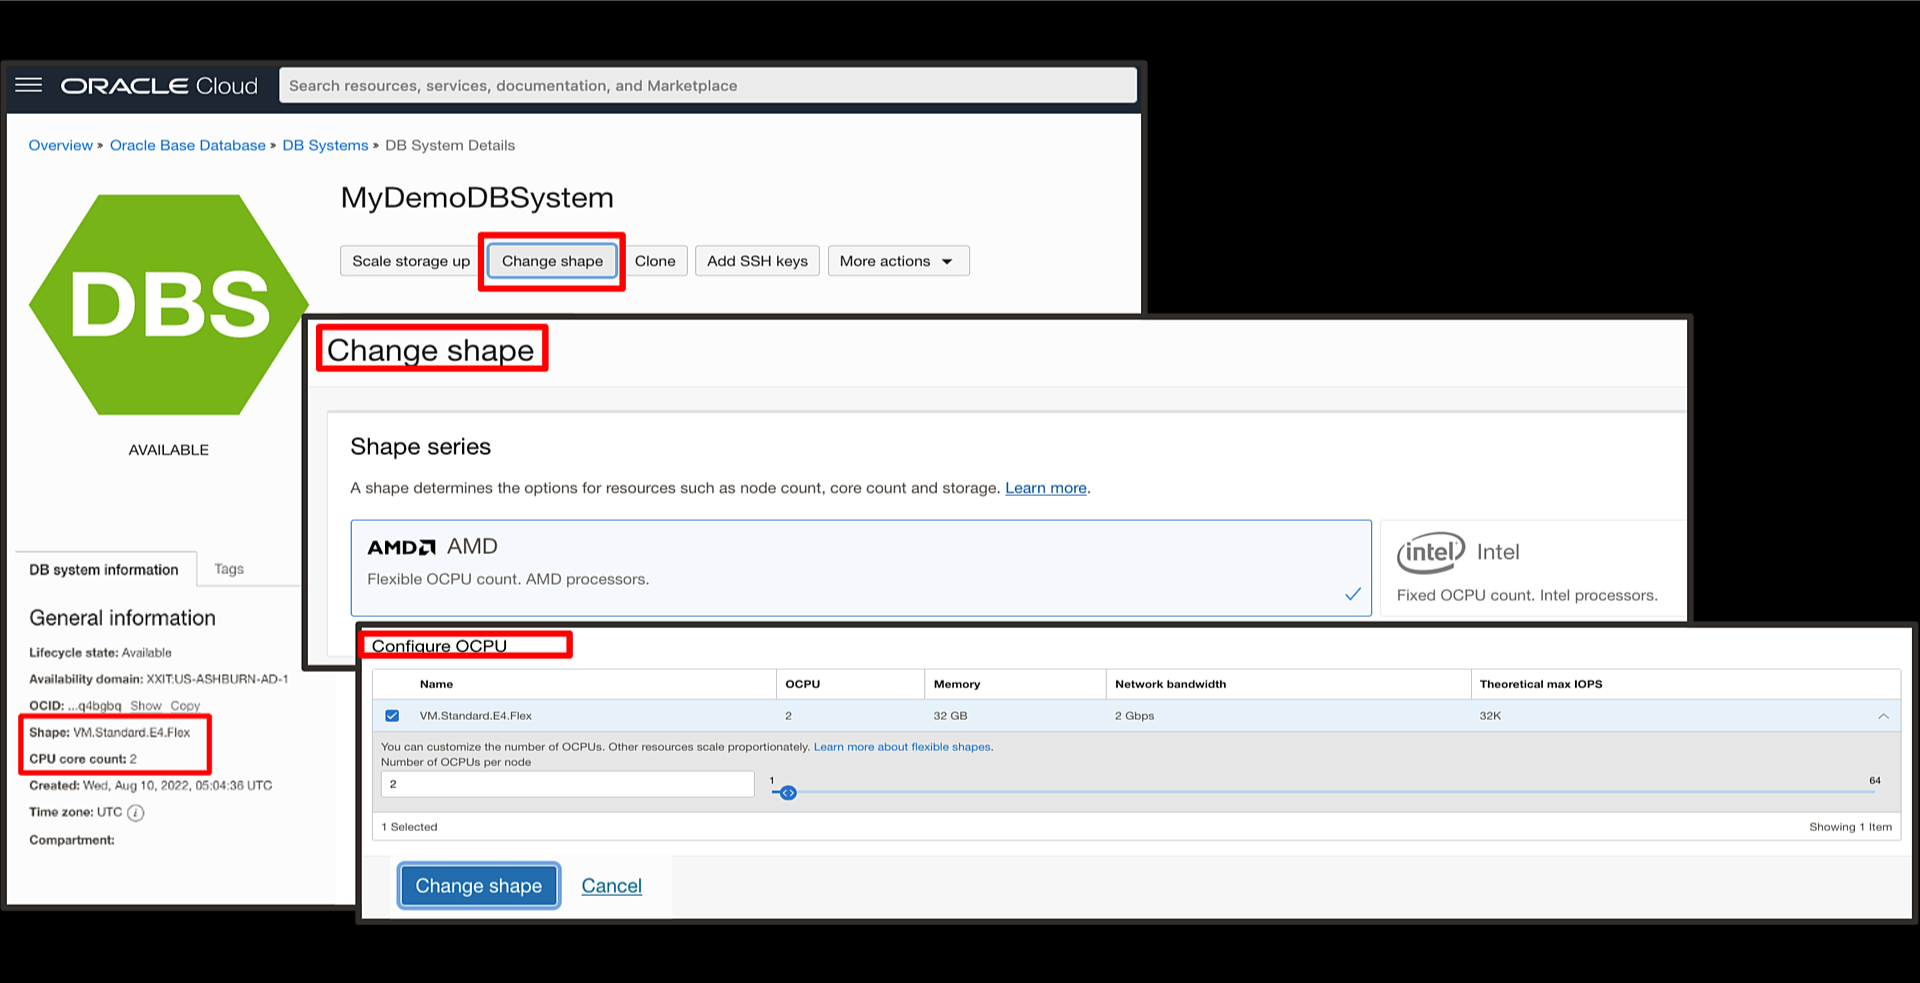 ORACLE Cloud
Search resources, services, documentation, and Marketplace
Overview » Oracle Base Database » DB Systems » DB System Details
DBS
AVAILABLE
MyDemoDBSystem
Scale storage up
Change shape
Clone
Add SSH keys
More actions
DB system information
Tags
General information
Lifecycle state: Available
Availability domain: XXIT:US-ASHBURN-AD-1
OCID: ...q4bgbq Show Copy
Shape: VM.Standard.E4.Flex
CPU core count: 2
Created: Wed, Aug 10, 2022, 05:04:36 UTC
Time zone: UTC i
Compartment:
Change shape
Shape series
A shape determines the options for resources such as node count, core count and storage. Learn more.
AMD AMD
Flexible OCPU count. AMD processors.
intel Intel
Fixed OCPU count. Intel processors.
Configure OCPU
Name OCPU Memory Network bandwidth Theoretical max IOPS
VM.Standard.E4.Flex 2 32 GB 2 Gbps 32K
You can customize the number of OCPUs. Other resources scale proportionately. Learn more about flexible shapes.
Number of OCPUs per node
2
1
64
1 Selected
Showing 1 Item
Change shape
Cancel